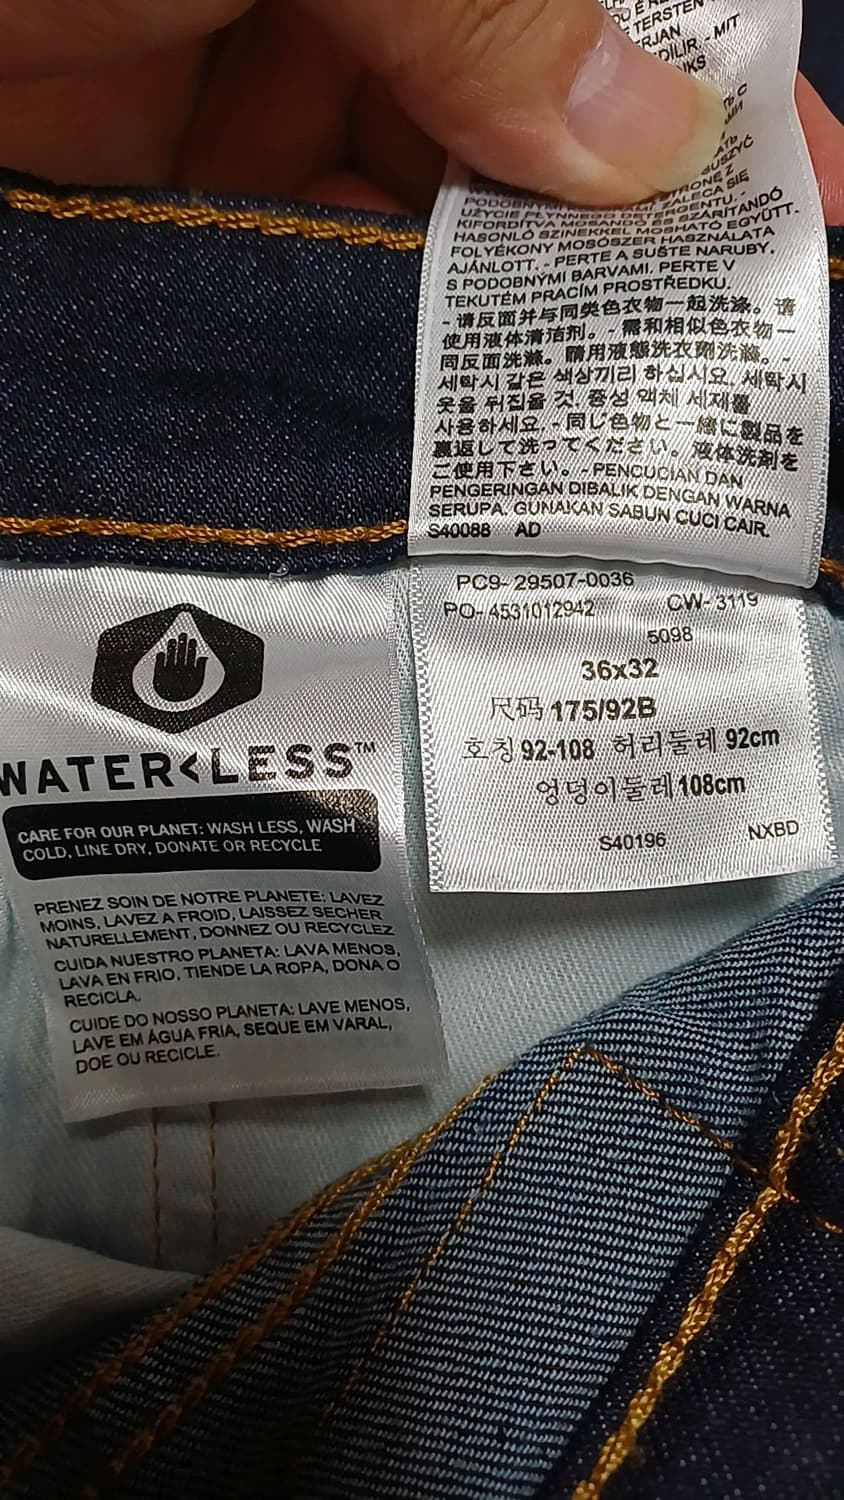 TERSTEN
- MIT
PODOBNYMI ZALECA SIĘ
UŻYCIE PŁYNNEGO DETERGENTU. -
KIFORDÍTVA MOSANDÓ ÉS SZÁRÍTANDÓ
HASONLÓ SZINEKKEL MOSHATÓ EGYÜTT.
FOLYÉKONY MOSÓSZER HASZNÁLATA
AJÁNLOTT. - PERTE A SUŠTE NARUBY.
S PODOBNÝMI BARVAMI. PERTE V
TEKUTÉM PRACÍM PROSTŘEDKU.
- 请反面并与同类色衣物一起洗涤。请
使用液体清洁剂。- 需和相似色衣物一
同反面洗滌。請用液態洗衣劑洗滌。-
세탁시 같은 색상끼리 하십시요. 세탁시
옷을 뒤집을 것. 중성 액체 세제를
사용하세요. - 同じ色物と一緒に製品を
裏返して洗ってください。液体洗剤を
ご使用下さい。- PENCUCIAN DAN
PENGERINGAN DIBALIK DENGAN WARNA
SERUPA. GUNAKAN SABUN CUCI CAIR.
S40088 AD
PC9- 29507-0036
PO- 4531012942 CW- 3119
5098
36x32
尺码 175/92B
호칭 92-108 허리둘레 92cm
엉덩이둘레 108cm
S40196 NXBD
WATER<LESS™
CARE FOR OUR PLANET: WASH LESS, WASH
COLD, LINE DRY, DONATE OR RECYCLE
PRENEZ SOIN DE NOTRE PLANETE: LAVEZ
MOINS, LAVEZ A FROID, LAISSEZ SECHER
NATURELLEMENT, DONNEZ OU RECYCLEZ
CUIDA NUESTRO PLANETA: LAVA MENOS,
LAVA EN FRIO, TIENDE LA ROPA, DONA O
RECICLA.
CUIDE DO NOSSO PLANETA: LAVE MENOS,
LAVE EM ÁGUA FRIA, SEQUE EM VARAL,
DOE OU RECICLE.